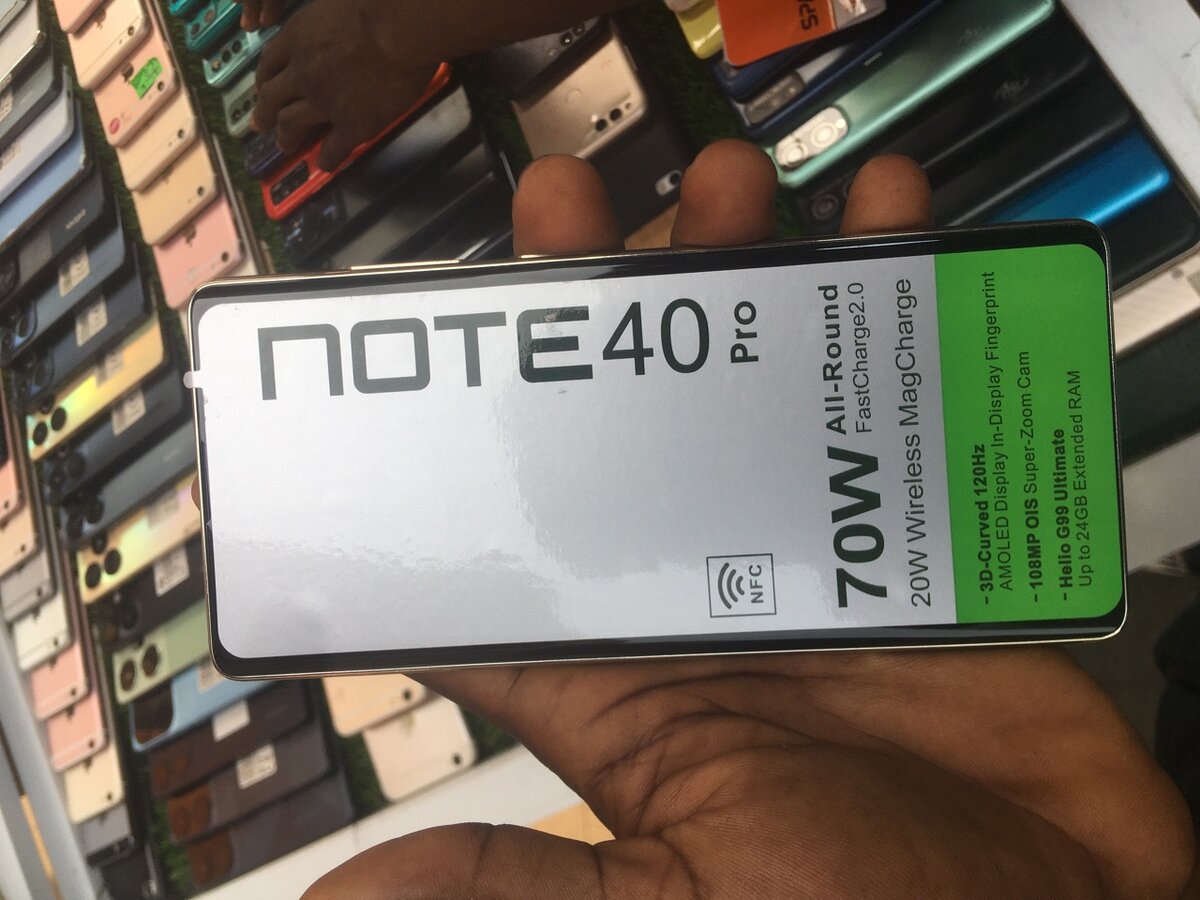 NOTE40
Pro
NFC
70W All-Round
FastCharge2.0
20W Wireless MagCharge
- 3D-Curved 120Hz
AMOLED Display In-Display Fingerprint
- 108MP OIS Super-Zoom Cam
- Helio G99 Ultimate
Up to 24GB Extended RAM